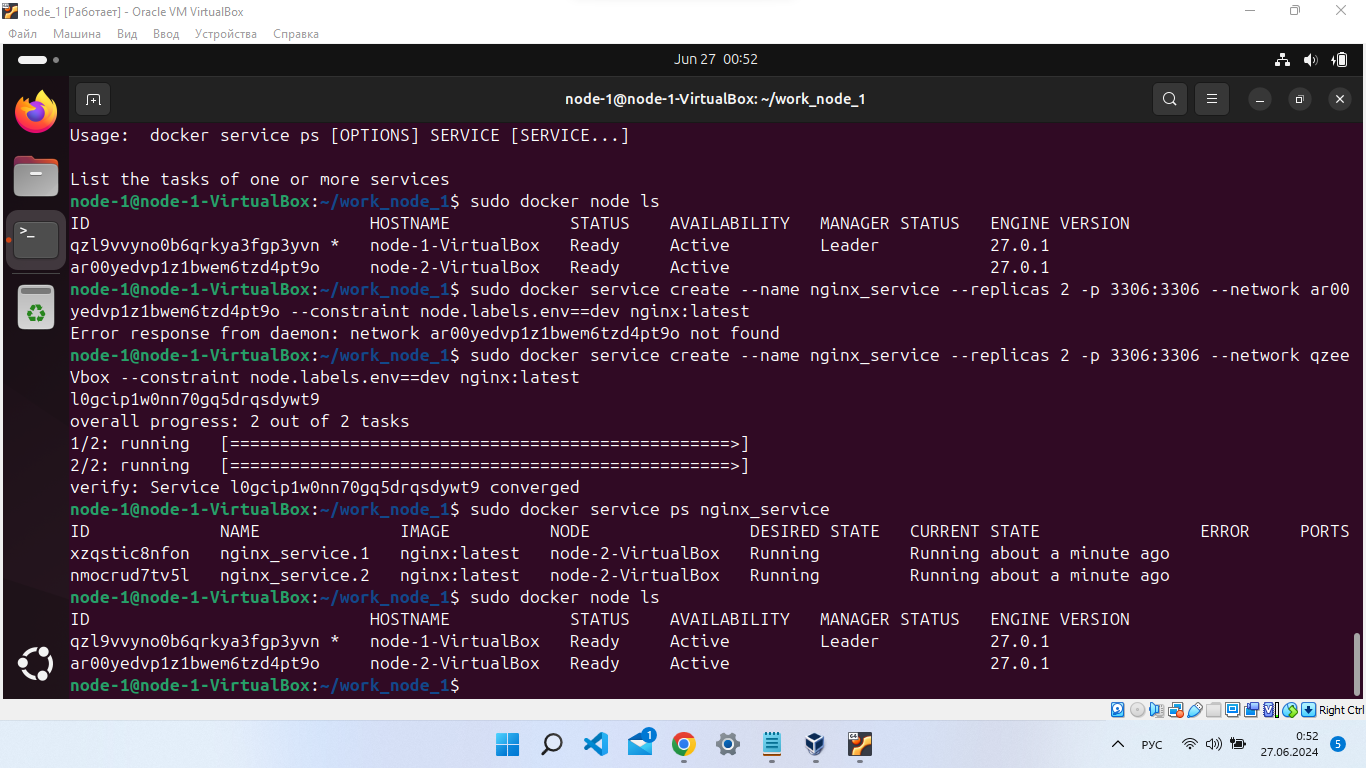 node_1 [Работает] - Oracle VM VirtualBox
Файл Машина Вид Ввод Устройства Справка
Jun 27 00:52
node-1@node-1-VirtualBox: ~/work_node_1
Usage:  docker service ps [OPTIONS] SERVICE [SERVICE...]
List the tasks of one or more services
node-1@node-1-VirtualBox:~/work_node_1$ sudo docker node ls
ID                            HOSTNAME            STATUS    AVAILABILITY   MANAGER STATUS   ENGINE VERSION
qzl9vvyno0b6qrkya3fgp3yvn *   node-1-VirtualBox   Ready     Active         Leader           27.0.1
ar00yedvp1z1bwem6tzd4pt9o     node-2-VirtualBox   Ready     Active                          27.0.1
node-1@node-1-VirtualBox:~/work_node_1$ sudo docker service create --name nginx_service --replicas 2 -p 3306:3306 --network ar00
yedvp1z1bwem6tzd4pt9o --constraint node.labels.env==dev nginx:latest
Error response from daemon: network ar00yedvp1z1bwem6tzd4pt9o not found
node-1@node-1-VirtualBox:~/work_node_1$ sudo docker service create --name nginx_service --replicas 2 -p 3306:3306 --network qzee
Vbox --constraint node.labels.env==dev nginx:latest
l0gcip1w0nn70gq5drqsdywt9
overall progress: 2 out of 2 tasks
1/2: running   [==================================================>]
2/2: running   [==================================================>]
verify: Service l0gcip1w0nn70gq5drqsdywt9 converged
node-1@node-1-VirtualBox:~/work_node_1$ sudo docker service ps nginx_service
ID             NAME              IMAGE          NODE                DESIRED STATE   CURRENT STATE                ERROR     PORTS
xzqstic8nfon   nginx_service.1   nginx:latest   node-2-VirtualBox   Running         Running about a minute ago
nmocrud7tv5l   nginx_service.2   nginx:latest   node-2-VirtualBox   Running         Running about a minute ago
node-1@node-1-VirtualBox:~/work_node_1$ sudo docker node ls
ID                            HOSTNAME            STATUS    AVAILABILITY   MANAGER STATUS   ENGINE VERSION
qzl9vvyno0b6qrkya3fgp3yvn *   node-1-VirtualBox   Ready     Active         Leader           27.0.1
ar00yedvp1z1bwem6tzd4pt9o     node-2-VirtualBox   Ready     Active                          27.0.1
node-1@node-1-VirtualBox:~/work_node_1$
Right Ctrl
1
64
РУС
0:52
27.06.2024
5